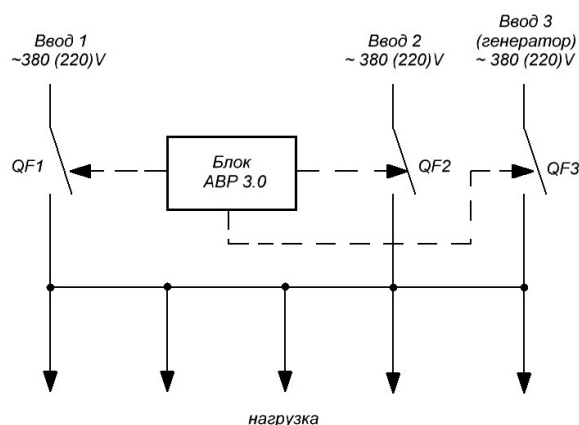 Ввод 1
~380 (220)V
Ввод 2
~ 380 (220)V
Ввод 3
(генератор)
~ 380 (220)V
QF1
Блок
АВР 3.0
QF2
QF3
нагрузка